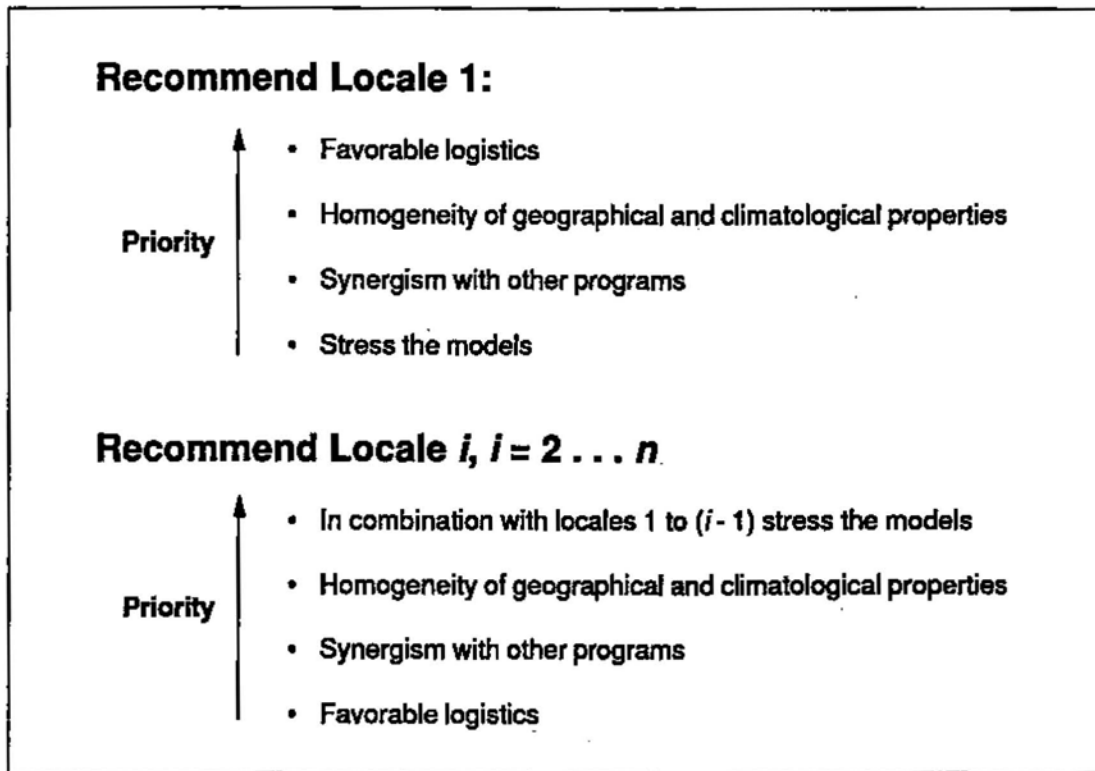 Recommend Locale 1:
Priority
• Favorable logistics
• Homogeneity of geographical and climatological properties
• Synergism with other programs
• Stress the models
Recommend Locale i, i = 2 . . . n
Priority
• In combination with locales 1 to (i - 1) stress the models
• Homogeneity of geographical and climatological properties
• Synergism with other programs
• Favorable logistics